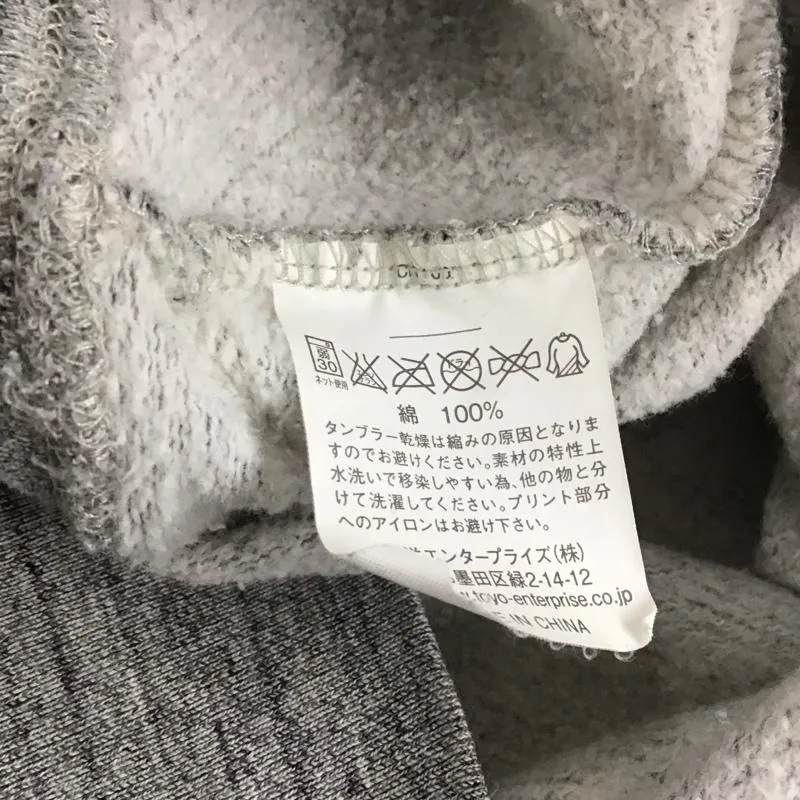 弱
30
ネット使用
綿 100%
タンブラー乾燥は縮みの原因となりま
すのでお避けください。素材の特性上
水洗いで移染しやすい為、他の物と分
けて洗濯してください。プリント部分
へのアイロンはお避け下さい。
エンタープライズ(株)
墨田区緑2-14-12
.toyo-enterprise.co.jp
IN CHINA